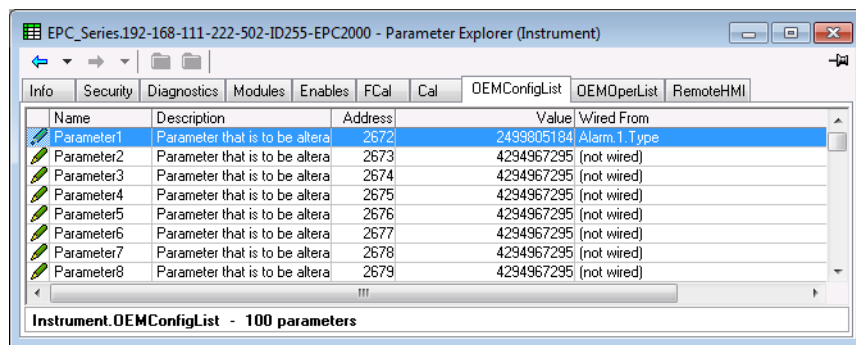 EPC_Series.192-168-111-222-502-ID255-EPC2000 - Parameter Explorer (Instrument)
Info Security Diagnostics Modules Enables FCal Cal OEMConfigList OEMOperList RemoteHMI
Name Description Address Value Wired From
Parameter1 Parameter that is to be altera 2672 2499805184 Alarm.1.Type
Parameter2 Parameter that is to be altera 2673 4294967295 (not wired)
Parameter3 Parameter that is to be altera 2674 4294967295 (not wired)
Parameter4 Parameter that is to be altera 2675 4294967295 (not wired)
Parameter5 Parameter that is to be altera 2676 4294967295 (not wired)
Parameter6 Parameter that is to be altera 2677 4294967295 (not wired)
Parameter7 Parameter that is to be altera 2678 4294967295 (not wired)
Parameter8 Parameter that is to be altera 2679 4294967295 (not wired)
Instrument.OEMConfigList - 100 parameters